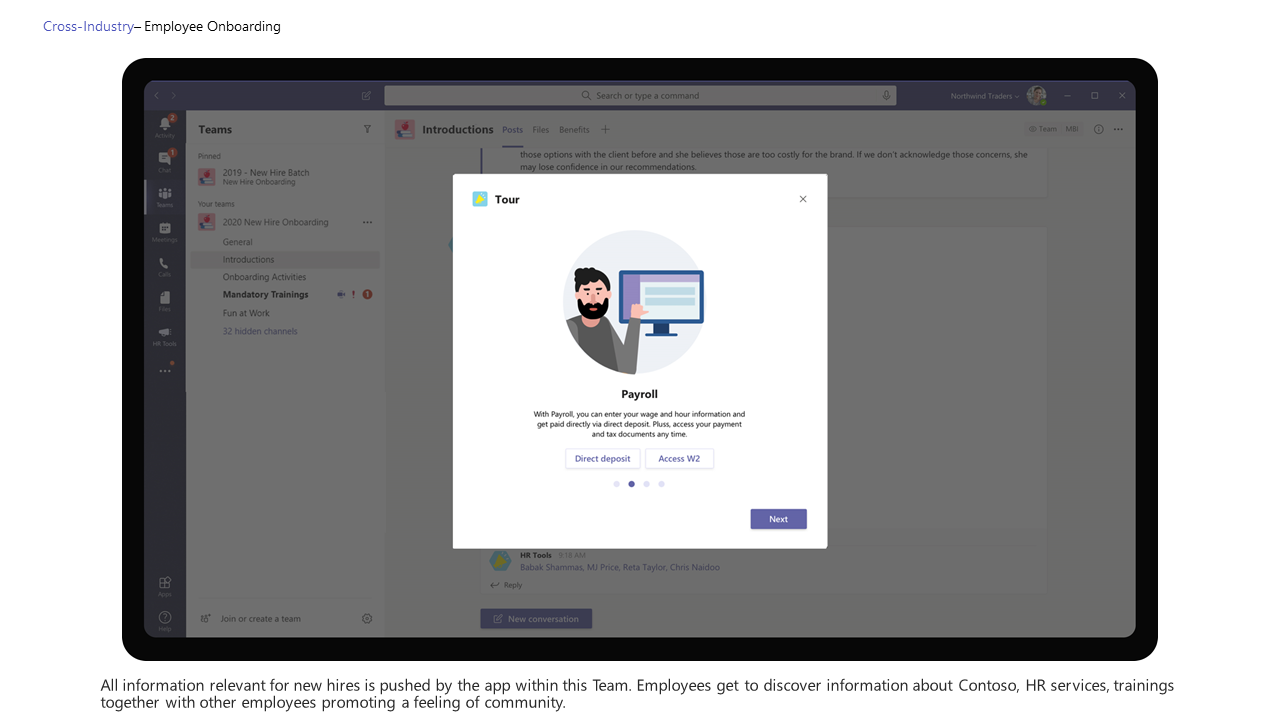 Cross-Industry– Employee Onboarding
Search or type a command
Northwind Traders
Activity
2
Chat
1
Teams
Meetings
Calls
Files
HR Tools
Apps
Help
Teams
Pinned
2019 - New Hire Batch
New Hire Onboarding
Your teams
2020 New Hire Onboarding
General
Introductions
Onboarding Activities
Mandatory Trainings ! 1
Fun at Work
32 hidden channels
Join or create a team
Introductions Posts Files Benefits
Team MBI
those options with the client before and she believes those are too costly for the brand. If we don't acknowledge those concerns, she
may lose confidence in our recommendations.
Tour
Payroll
With Payroll, you can enter your wage and hour information and
get paid directly via direct deposit. Pluss, access your payment
and tax documents any time.
Direct deposit Access W2
Next
HR Tools 9:18 AM
Babak Shammas, MJ Price, Reta Taylor, Chris Naidoo
Reply
New conversation
All information relevant for new hires is pushed by the app within this Team. Employees get to discover information about Contoso, HR services, trainings
together with other employees promoting a feeling of community.